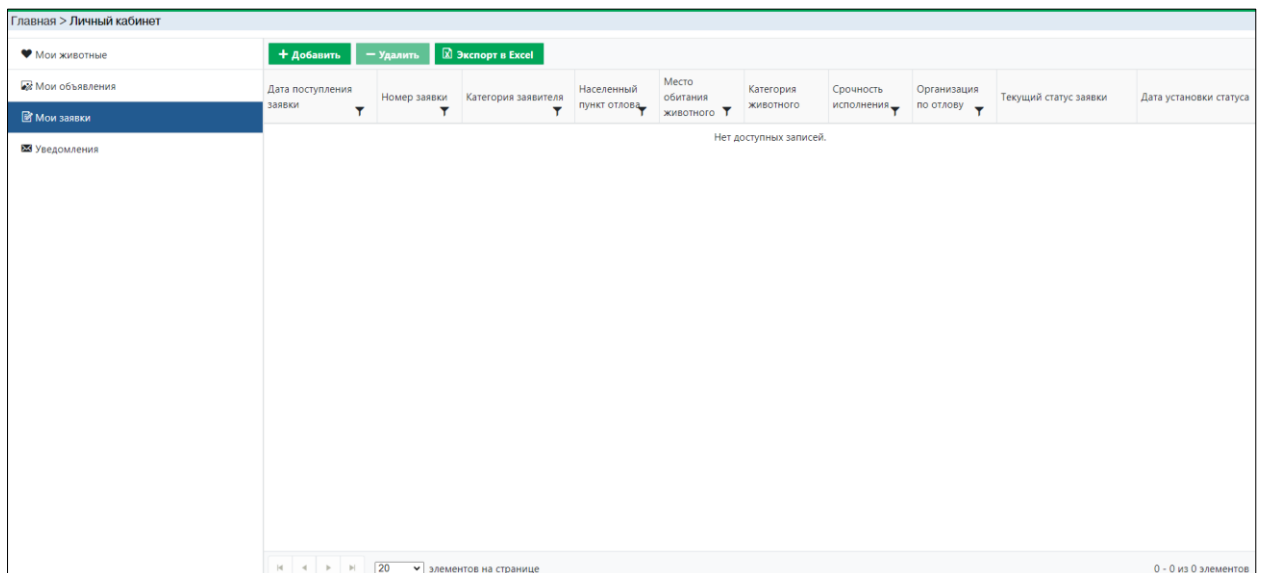 Главная > Личный кабинет
Мои животные
Мои объявления
Мои заявки
Уведомления
+ Добавить
— Удалить
Экспорт в Excel
Дата поступления
заявки
Номер заявки
Категория заявителя
Населенный
пункт отлова
Место
обитания
животного
Категория
животного
Срочность
исполнения
Организация
по отлову
Текущий статус заявки
Дата установки статуса
Нет доступных записей.
20 элементов на странице
0 - 0 из 0 элементов